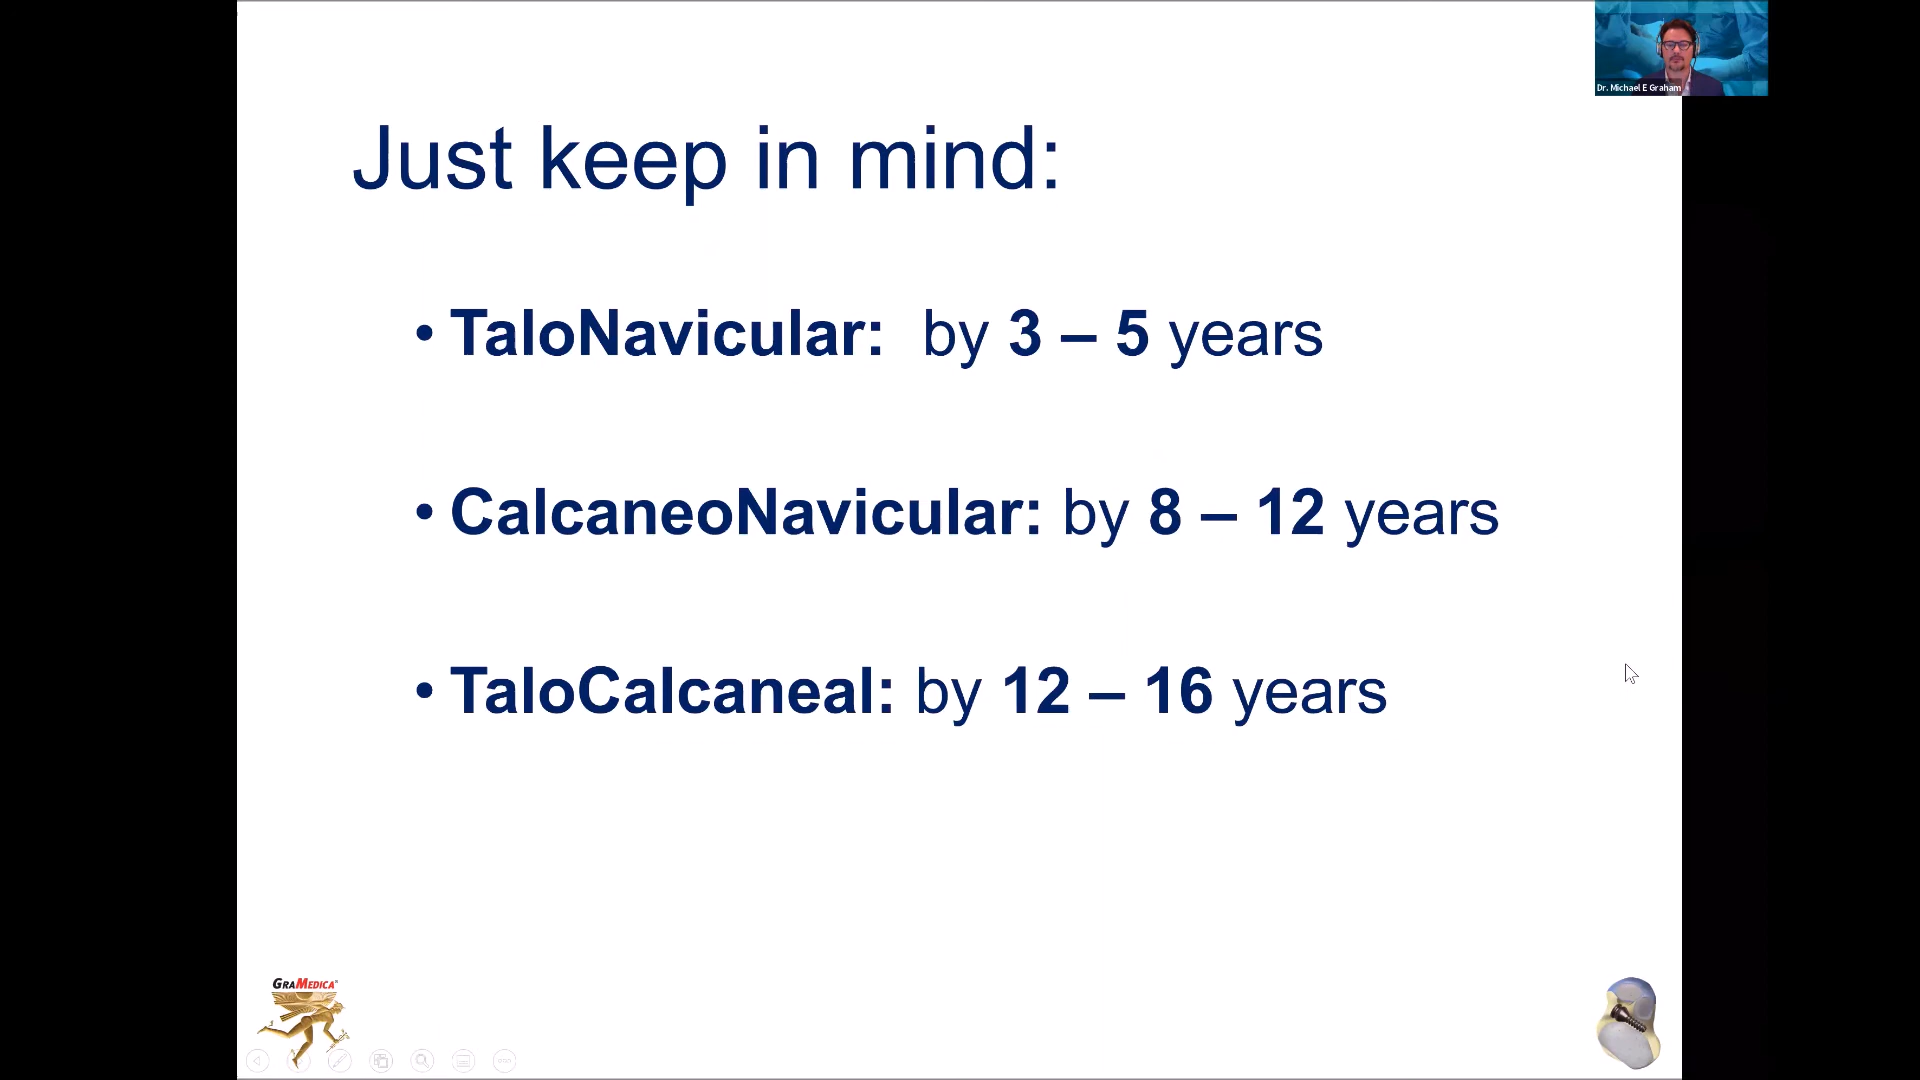 Dr. Michael E Graham
Just keep in mind:
• TaloNavicular: by 3 – 5 years
• CalcaneoNavicular: by 8 – 12 years
• TaloCalcaneal: by 12 – 16 years
GRAMEDICA®